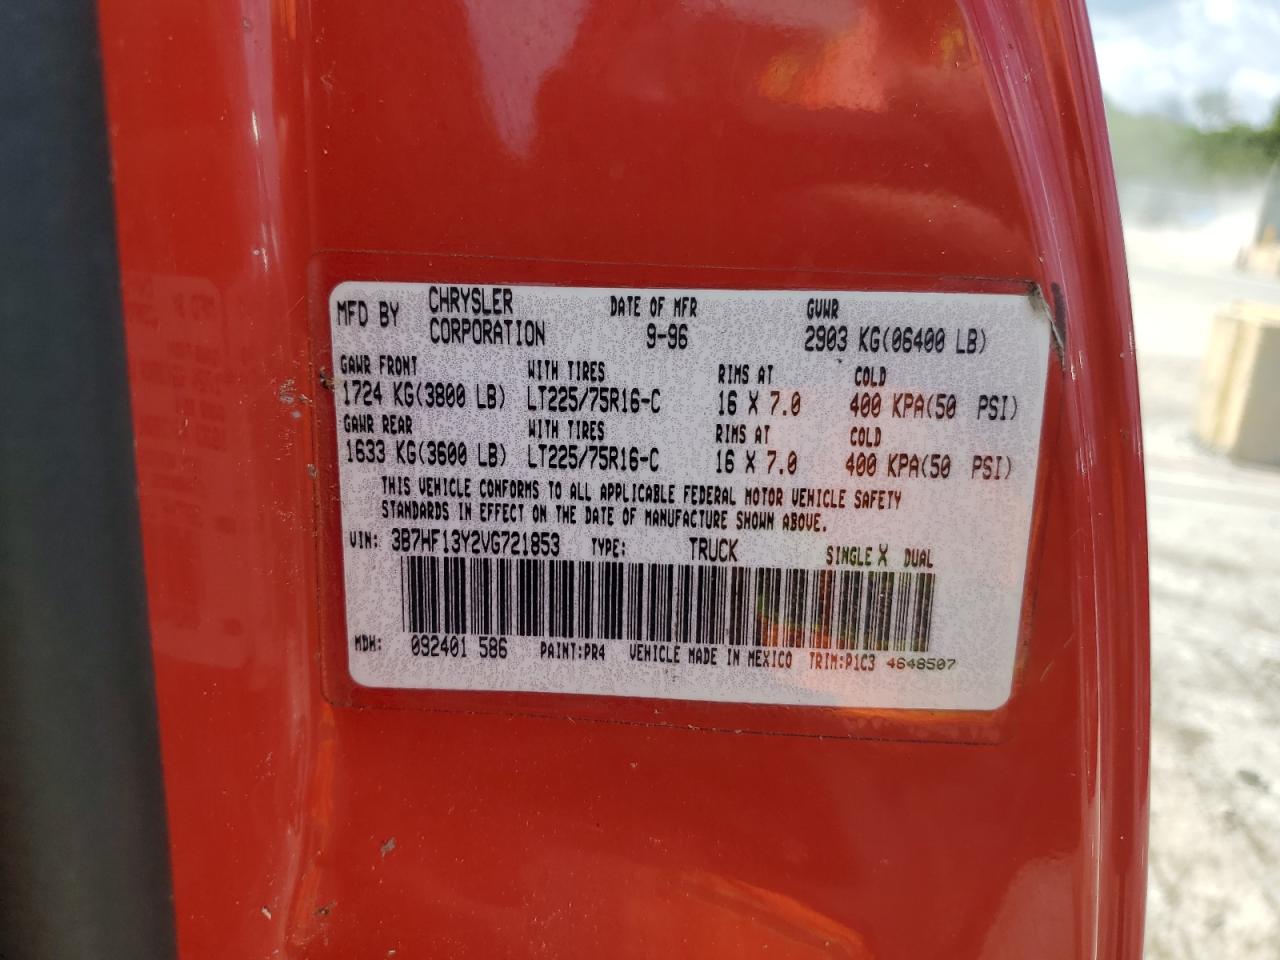 MFD BY CHRYSLER CORPORATION DATE OF MFR 9-96 GVWR 2903 KG(06400 LB)
GAWR FRONT WITH TIRES RIMS AT COLD
1724 KG(3800 LB) LT225/75R16-C 16 X 7.0 400 KPA(50 PSI)
GAWR REAR WITH TIRES RIMS AT COLD
1633 KG(3600 LB) LT225/75R16-C 16 X 7.0 400 KPA(50 PSI)
THIS VEHICLE CONFORMS TO ALL APPLICABLE FEDERAL MOTOR VEHICLE SAFETY
STANDARDS IN EFFECT ON THE DATE OF MANUFACTURE SHOWN ABOVE.
VIN: 3B7HF13Y2VG721853 TYPE: TRUCK SINGLE X DUAL
MDH: 092401 586 PAINT:PR4 VEHICLE MADE IN MEXICO TRIM:P1C3 4648507